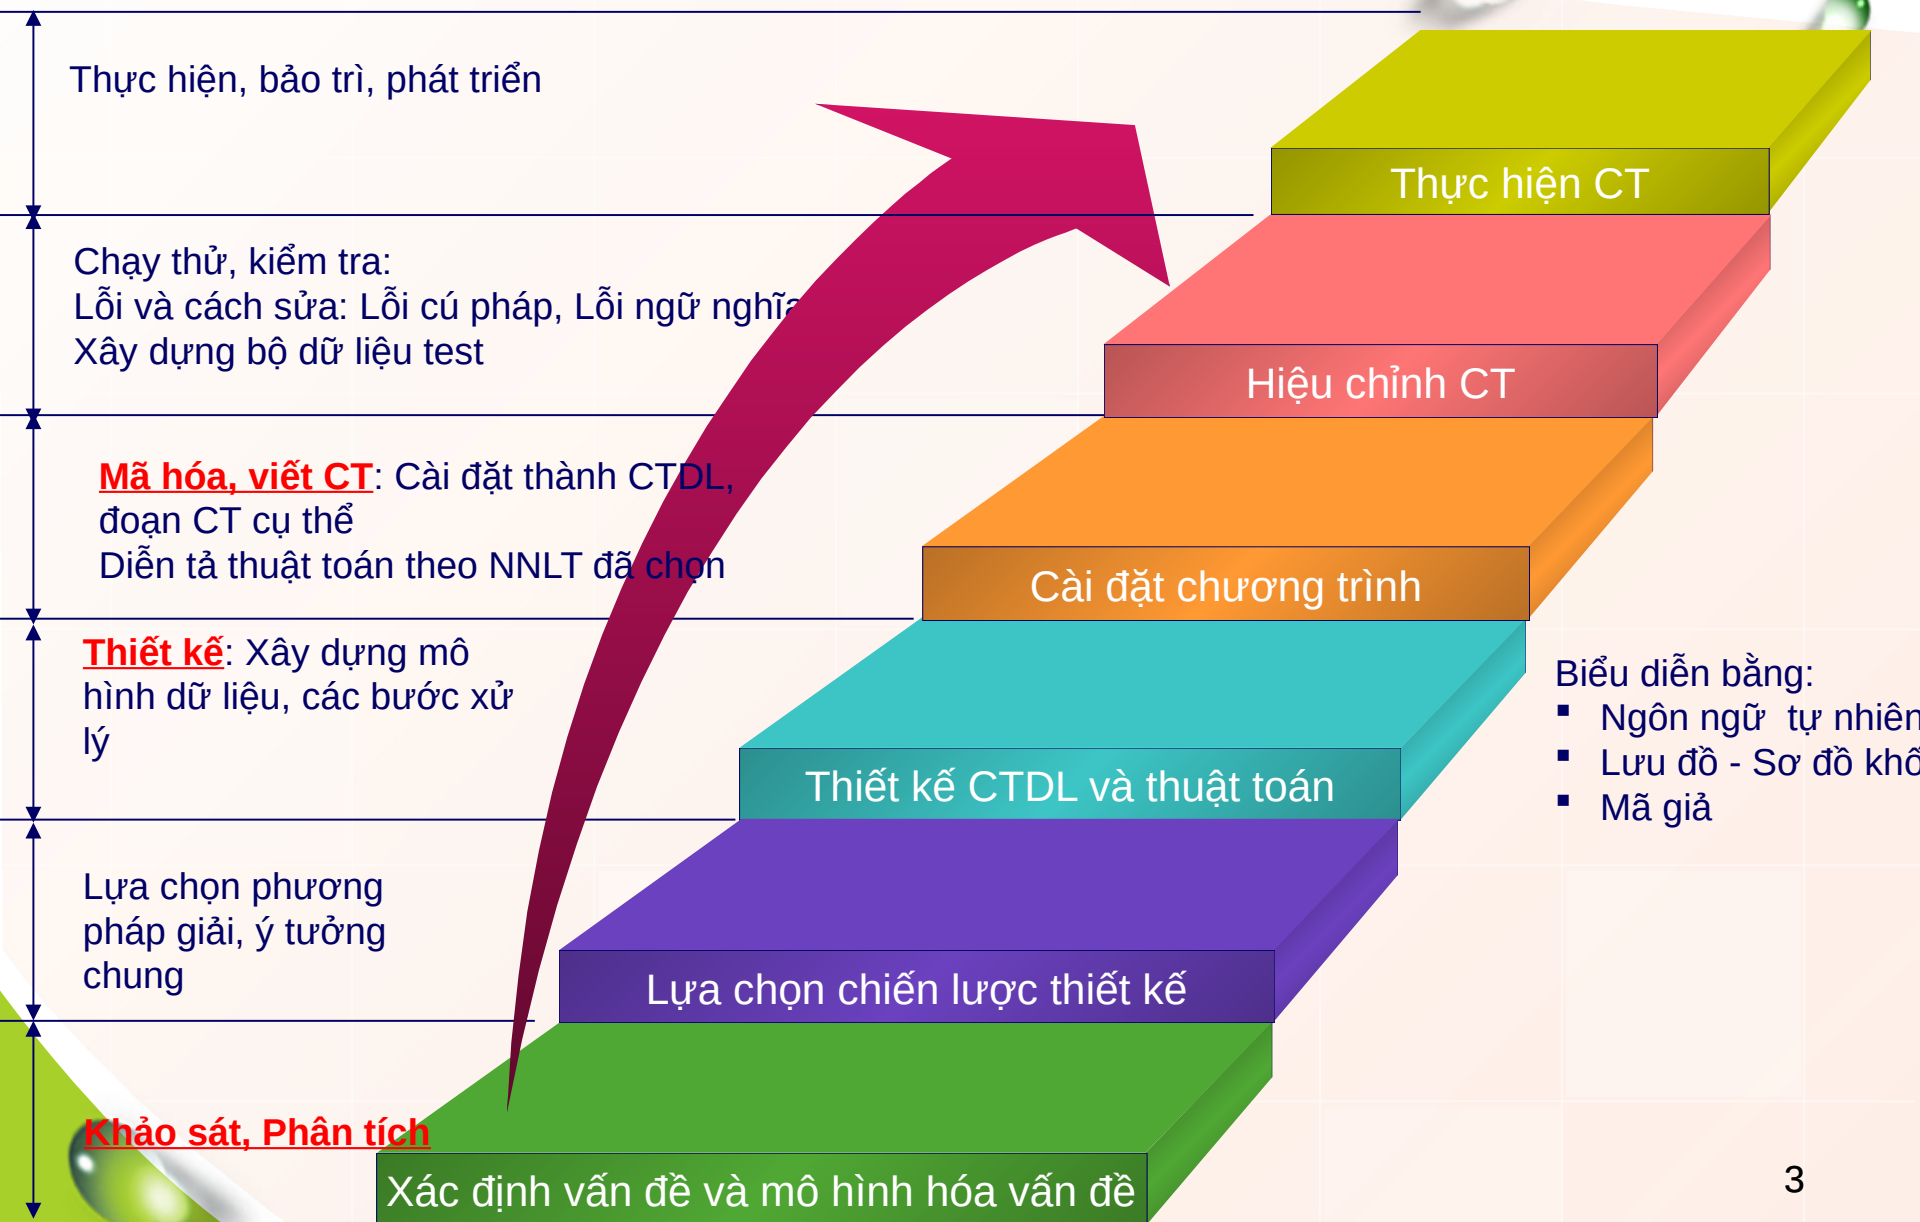 Thực hiện, bảo trì, phát triển
Thực hiện CT
Chạy thử, kiểm tra:
Lỗi và cách sửa: Lỗi cú pháp, Lỗi ngữ nghĩa
Xây dựng bộ dữ liệu test
Hiệu chỉnh CT
Mã hóa, viết CT: Cài đặt thành CTDL,
đoạn CT cụ thể
Diễn tả thuật toán theo NNLT đã chọn
Cài đặt chương trình
Thiết kế: Xây dựng mô
hình dữ liệu, các bước xử
lý
Thiết kế CTDL và thuật toán
Biểu diễn bằng:
▪ Ngôn ngữ tự nhiên
▪ Lưu đồ - Sơ đồ khố
▪ Mã giả
Lựa chọn phương
pháp giải, ý tưởng
chung
Lựa chọn chiến lược thiết kế
Khảo sát, Phân tích
Xác định vấn đề và mô hình hóa vấn đề
3